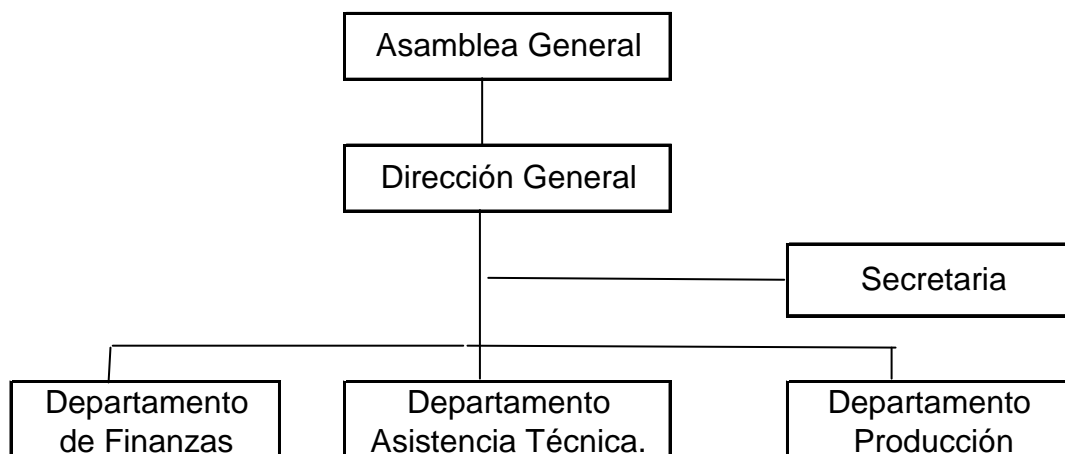 Asamblea General
Dirección General
Secretaria
Departamento
de Finanzas
Departamento
Asistencia Técnica.
Departamento
Producción